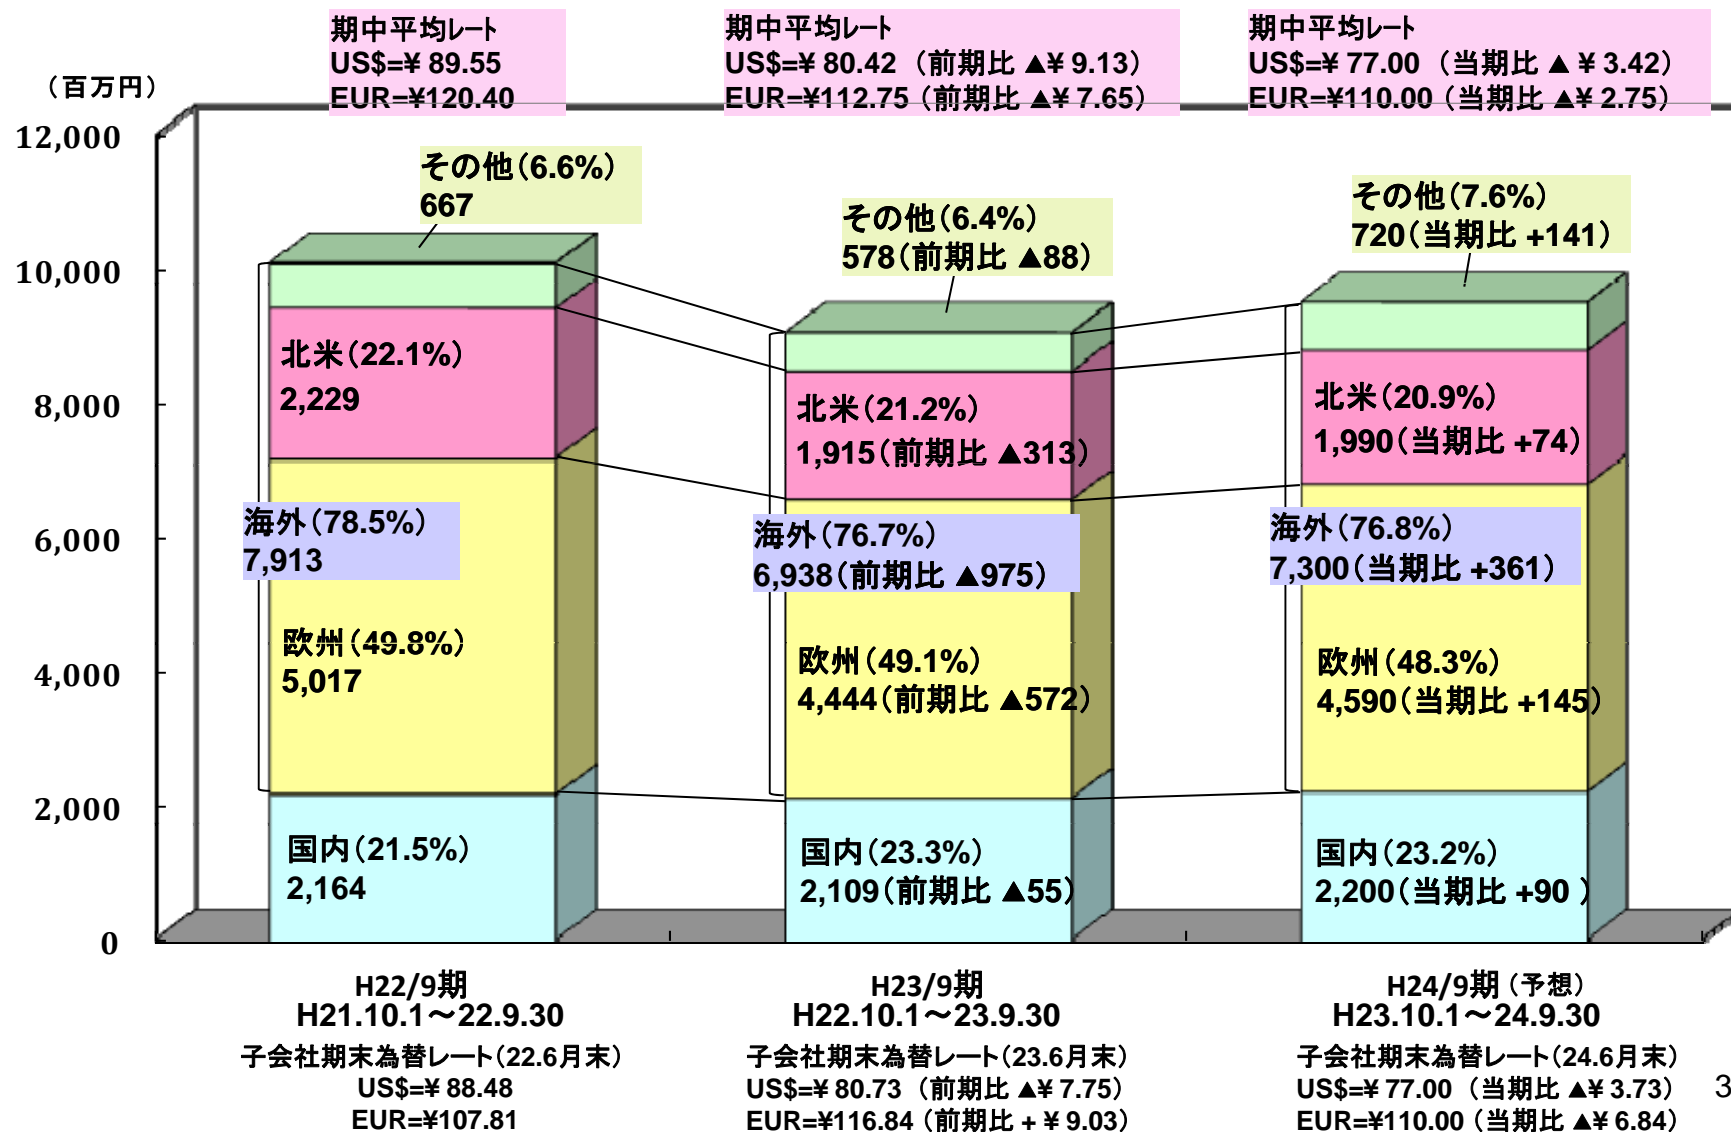 期中平均レート
US$=¥ 89.55
EUR=¥120.40
期中平均レート
US$=¥ 80.42 （前期比 ▲¥ 9.13）
EUR=¥112.75 （前期比 ▲¥ 7.65）
期中平均レート
US$=¥ 77.00 （当期比 ▲ ¥ 3.42）
EUR=¥110.00 （当期比 ▲¥ 2.75）
（百万円）
12,000
10,000
8,000
6,000
4,000
2,000
0
その他（6.6%）
667
北米（22.1%）
2,229
海外（78.5%）
7,913
欧州（49.8%）
5,017
国内（21.5%）
2,164
その他（6.4%）
578（前期比 ▲88）
北米（21.2%）
1,915（前期比 ▲313）
海外（76.7%）
6,938（前期比 ▲975）
欧州（49.1%）
4,444（前期比 ▲572）
国内（23.3%）
2,109（前期比 ▲55）
その他（7.6%）
720（当期比 +141）
北米（20.9%）
1,990（当期比 +74）
海外（76.8%）
7,300（当期比 +361）
欧州（48.3%）
4,590（当期比 +145）
国内（23.2%）
2,200（当期比 +90 ）
H22/9期
H21.10.1～22.9.30
子会社期末為替レート（22.6月末）
US$=¥ 88.48
EUR=¥107.81
H23/9期
H22.10.1～23.9.30
子会社期末為替レート（23.6月末）
US$=¥ 80.73 （前期比 ▲¥ 7.75）
EUR=¥116.84 （前期比 + ¥ 9.03）
H24/9期（予想）
H23.10.1～24.9.30
子会社期末為替レート（24.6月末）
US$=¥ 77.00 （当期比 ▲¥ 3.73）
EUR=¥110.00 （当期比 ▲¥ 6.84）
3